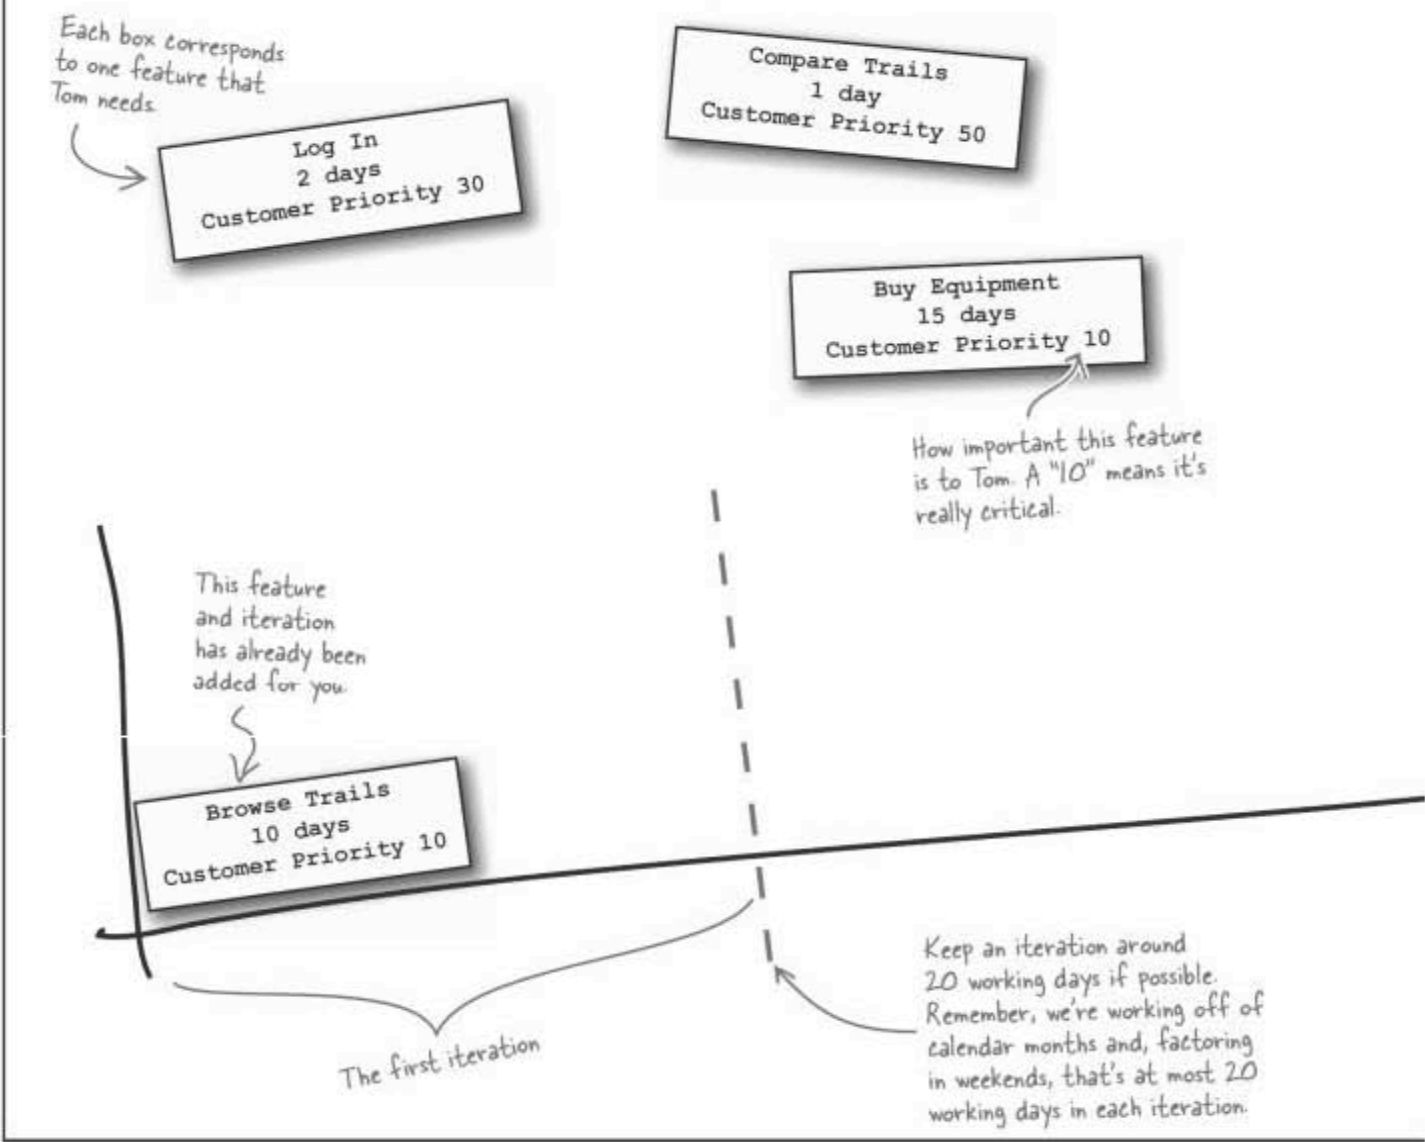 Each box corresponds
to one feature that
Tom needs.
Log In
2 days
Customer Priority 30
Compare Trails
1 day
Customer Priority 50
Buy Equipment
15 days
Customer Priority 10
How important this feature
is to Tom. A "10" means it's
really critical.
This feature
and iteration
has already been
added for you.
Browse Trails
10 days
Customer Priority 10
The first iteration
Keep an iteration around
20 working days if possible.
Remember, we're working off of
calendar months and, factoring
in weekends, that's at most 20
working days in each iteration.